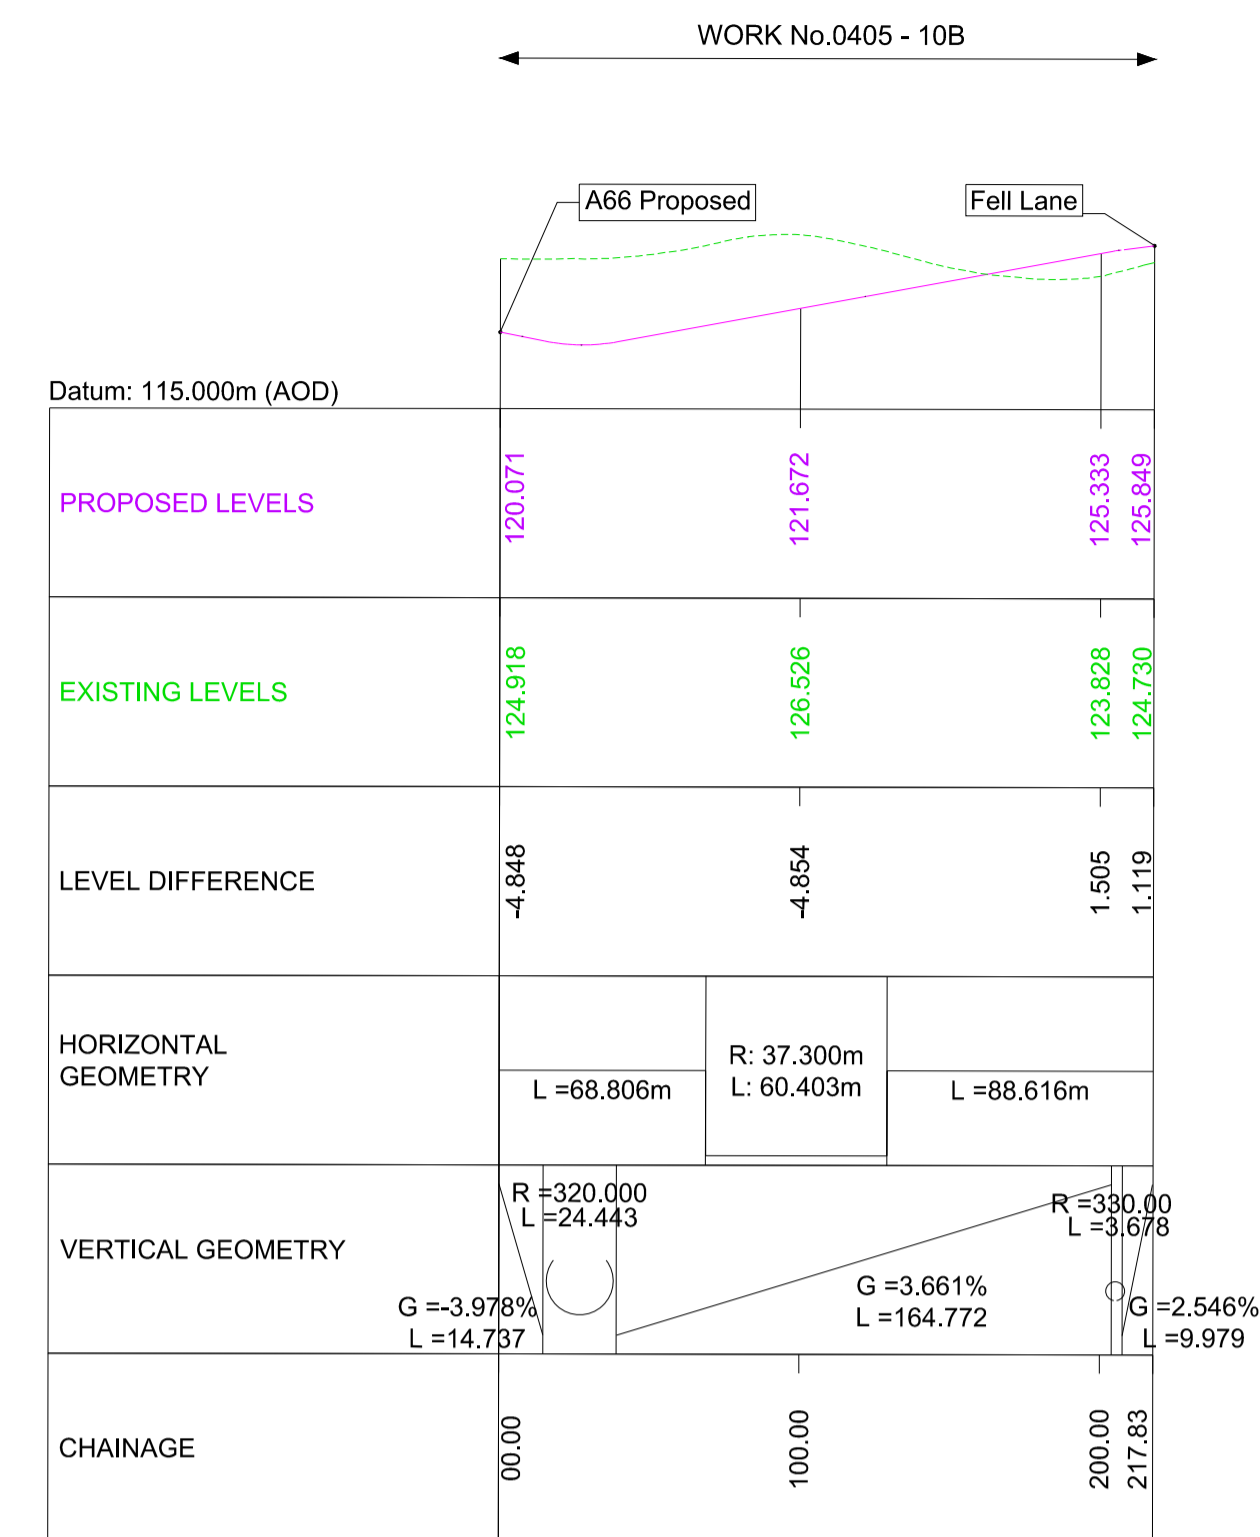 WORK No.0405 - 10B
A66 Proposed
Fell Lane
Datum: 115.000m (AOD)
PROPOSED LEVELS
120.071
121.672
125.333
125.849
EXISTING LEVELS
124.918
126.526
123.828
124.730
LEVEL DIFFERENCE
-4.848
-4.854
1.505
1.119
HORIZONTAL
GEOMETRY
L =68.806m
R: 37.300m
L: 60.403m
L =88.616m
VERTICAL GEOMETRY
G =-3.978%
L =14.737
R =320.000
L =24.443
G =3.661%
L =164.772
R =330.00
L =3.678
G =2.546%
L =9.979
CHAINAGE
00.00
100.00
200.00
217.83